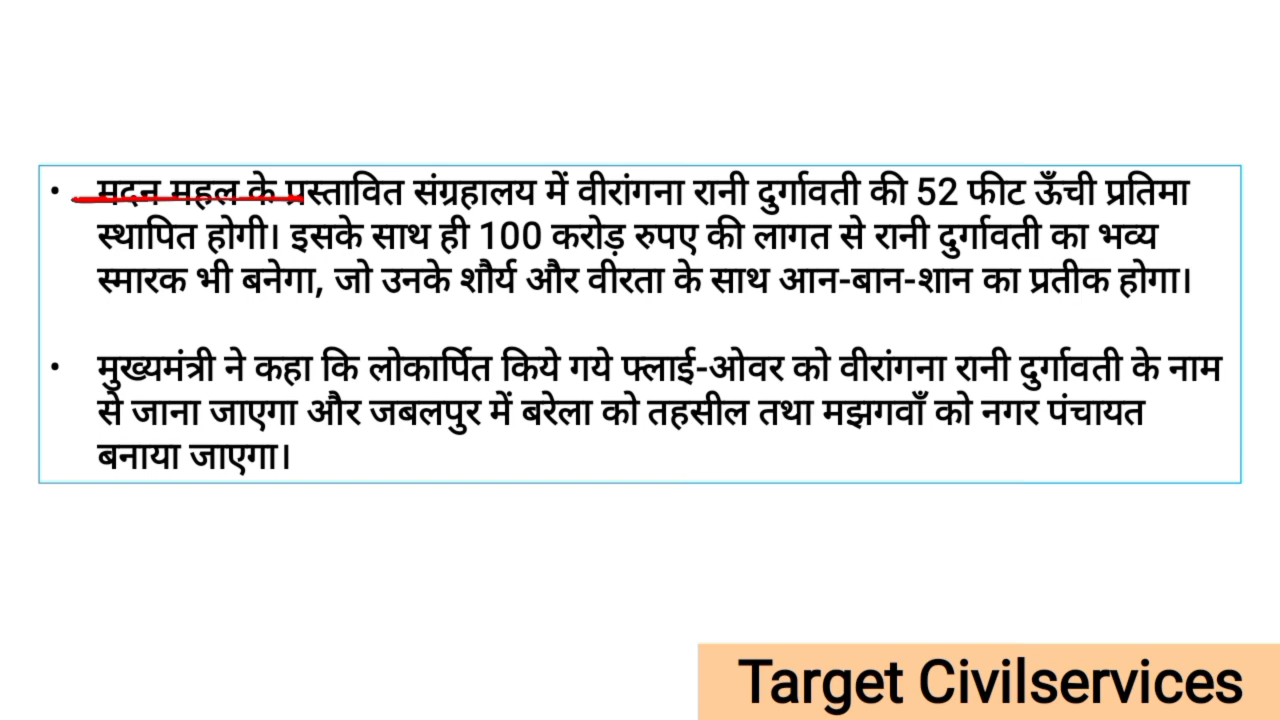 • मदन महल के प्रस्तावित संग्रहालय में वीरांगना रानी दुर्गावती की 52 फीट ऊँची प्रतिमा
स्थापित होगी। इसके साथ ही 100 करोड़ रुपए की लागत से रानी दुर्गावती का भव्य
स्मारक भी बनेगा, जो उनके शौर्य और वीरता के साथ आन-बान-शान का प्रतीक होगा।
• मुख्यमंत्री ने कहा कि लोकार्पित किये गये फ्लाई-ओवर को वीरांगना रानी दुर्गावती के नाम
से जाना जाएगा और जबलपुर में बरेला को तहसील तथा मझगवाँ को नगर पंचायत
बनाया जाएगा।
Target Civilservices